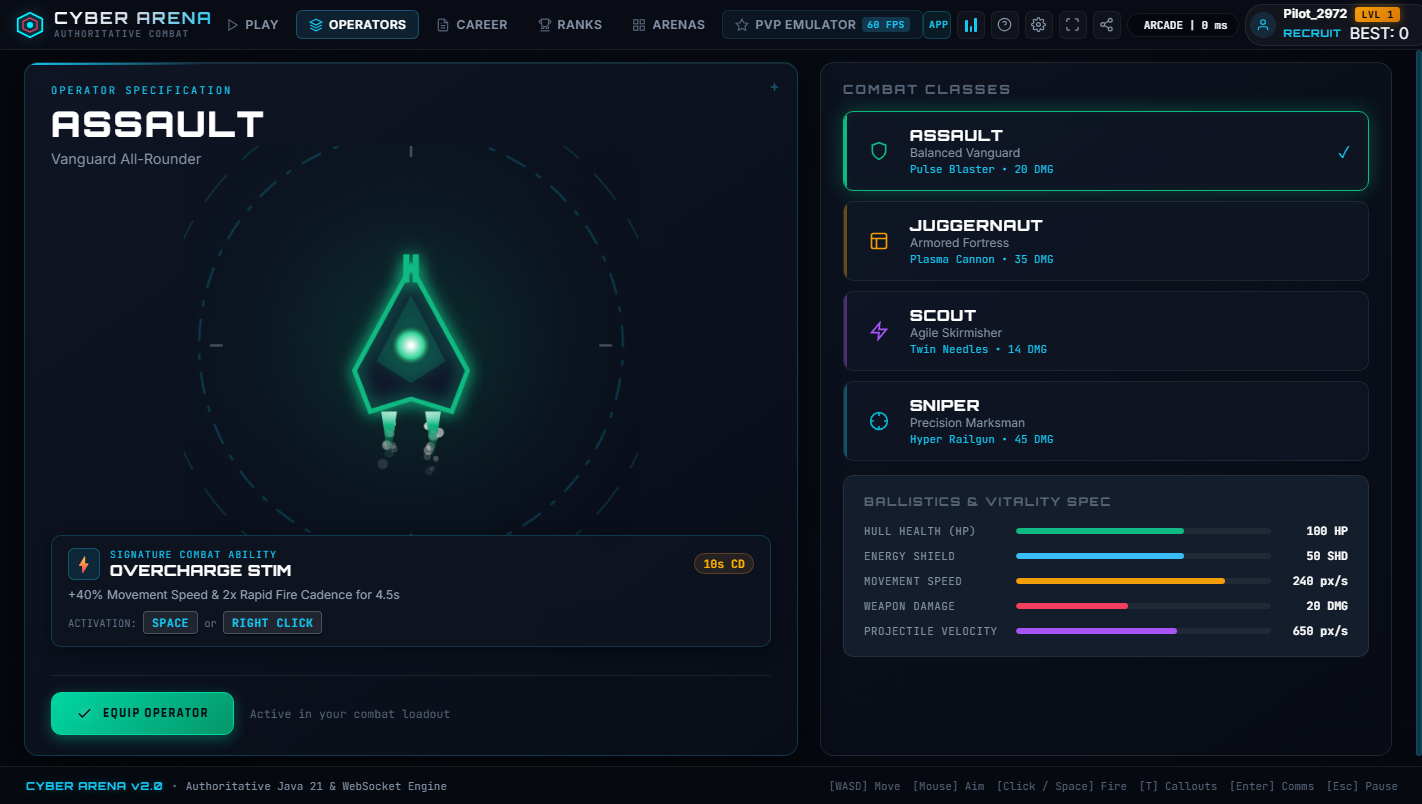 CYBER ARENA
AUTHORITATIVE COMBAT
PLAY
OPERATORS
CAREER
RANKS
ARENAS
PVP EMULATOR 60 FPS
APP
ARCADE | 0 ms
Pilot_2972 LVL 1
RECRUIT BEST: 0
OPERATOR SPECIFICATION
+
ASSAULT
Vanguard All-Rounder
SIGNATURE COMBAT ABILITY
OVERCHARGE STIM
10s CD
+40% Movement Speed & 2x Rapid Fire Cadence for 4.5s
ACTIVATION: SPACE or RIGHT CLICK
EQUIP OPERATOR
Active in your combat loadout
COMBAT CLASSES
ASSAULT
Balanced Vanguard
Pulse Blaster • 20 DMG
✓
JUGGERNAUT
Armored Fortress
Plasma Cannon • 35 DMG
SCOUT
Agile Skirmisher
Twin Needles • 14 DMG
SNIPER
Precision Marksman
Hyper Railgun • 45 DMG
BALLISTICS & VITALITY SPEC
HULL HEALTH (HP) 100 HP
ENERGY SHIELD 50 SHD
MOVEMENT SPEED 240 px/s
WEAPON DAMAGE 20 DMG
PROJECTILE VELOCITY 650 px/s
CYBER ARENA v2.0 · Authoritative Java 21 & WebSocket Engine
[WASD] Move [Mouse] Aim [Click / Space] Fire [T] Callouts [Enter] Comms [Esc] Pause